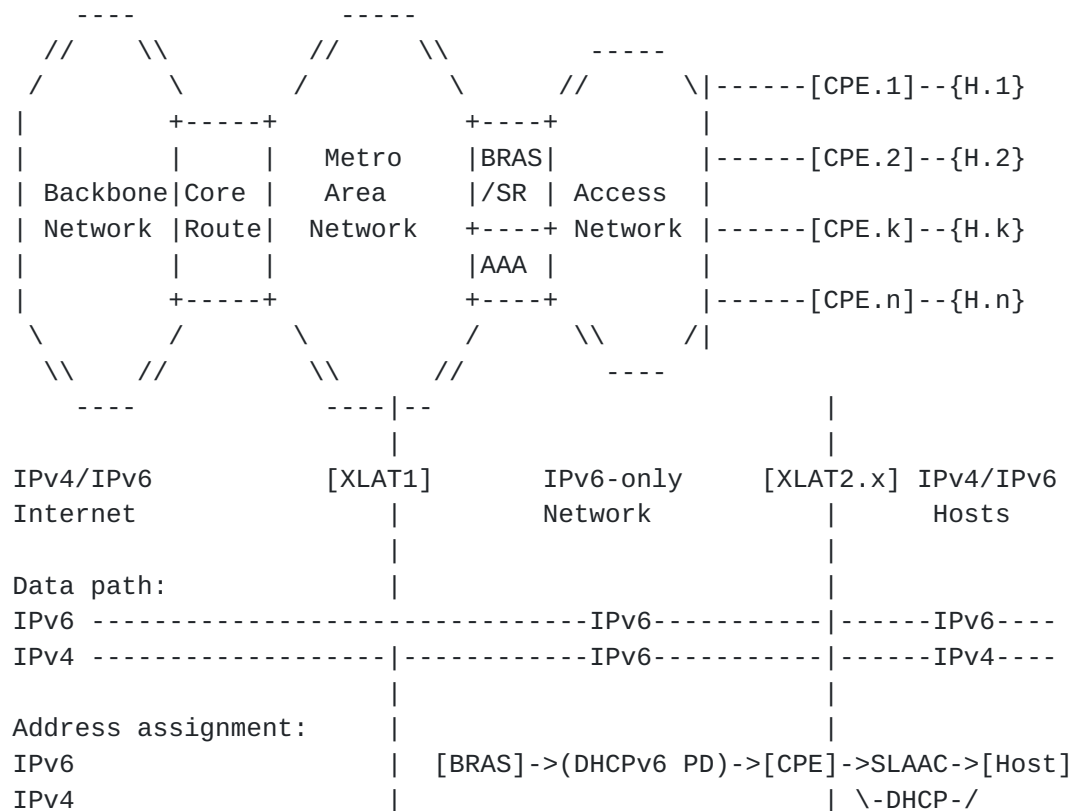 ----             -----
  //    \\       //     \\       -----
 /        \     /         \     //     \|------[CPE.1]--{H.1}
|         +-----+          +----+        |
|         |     |  Metro   |BRAS|        |------[CPE.2]--{H.2}
| Backbone|Core |  Area    |/SR | Access |
| Network |Route| Network  +----+ Network |------[CPE.k]--{H.k}
|         |     |          |AAA |        |
|         +-----+          +----+        |------[CPE.n]--{H.n}
 \        /     \         /     \\     /|
  \\    //       \\     //       ----
    ----             ----|--                      |
                         |                        |
IPv4/IPv6            [XLAT1]      IPv6-only     [XLAT2.x] IPv4/IPv6
Internet                 |        Network         |      Hosts
                         |                        |
Data path:               |                        |
IPv6 --------------------------------IPv6-----------|------IPv6----
IPv4 -------------------|------------IPv6-----------|------IPv4----
                         |                        |
Address assignment:      |                        |
IPv6                     |  [BRAS]->(DHCPv6 PD)->[CPE]->SLAAC->[Host]
IPv4                     |                        | \-DHCP-/